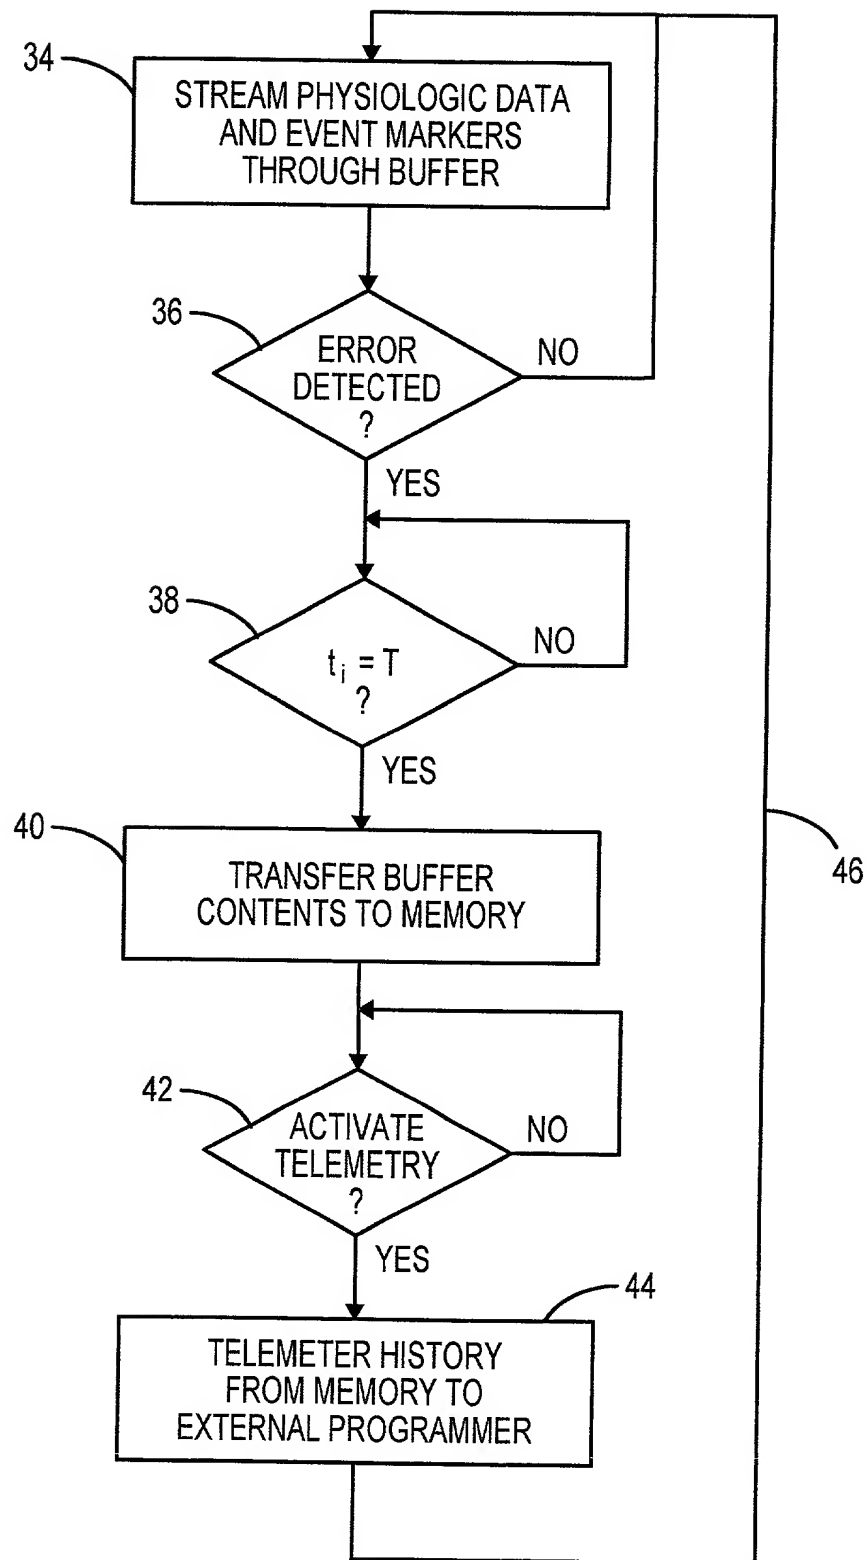 34
STREAM PHYSIOLOGIC DATA
AND EVENT MARKERS
THROUGH BUFFER
36
ERROR
DETECTED
?
NO
YES
38
t_i = T
?
NO
YES
40
TRANSFER BUFFER
CONTENTS TO MEMORY
46
42
ACTIVATE
TELEMETRY
?
NO
YES
44
TELEMETER HISTORY
FROM MEMORY TO
EXTERNAL PROGRAMMER